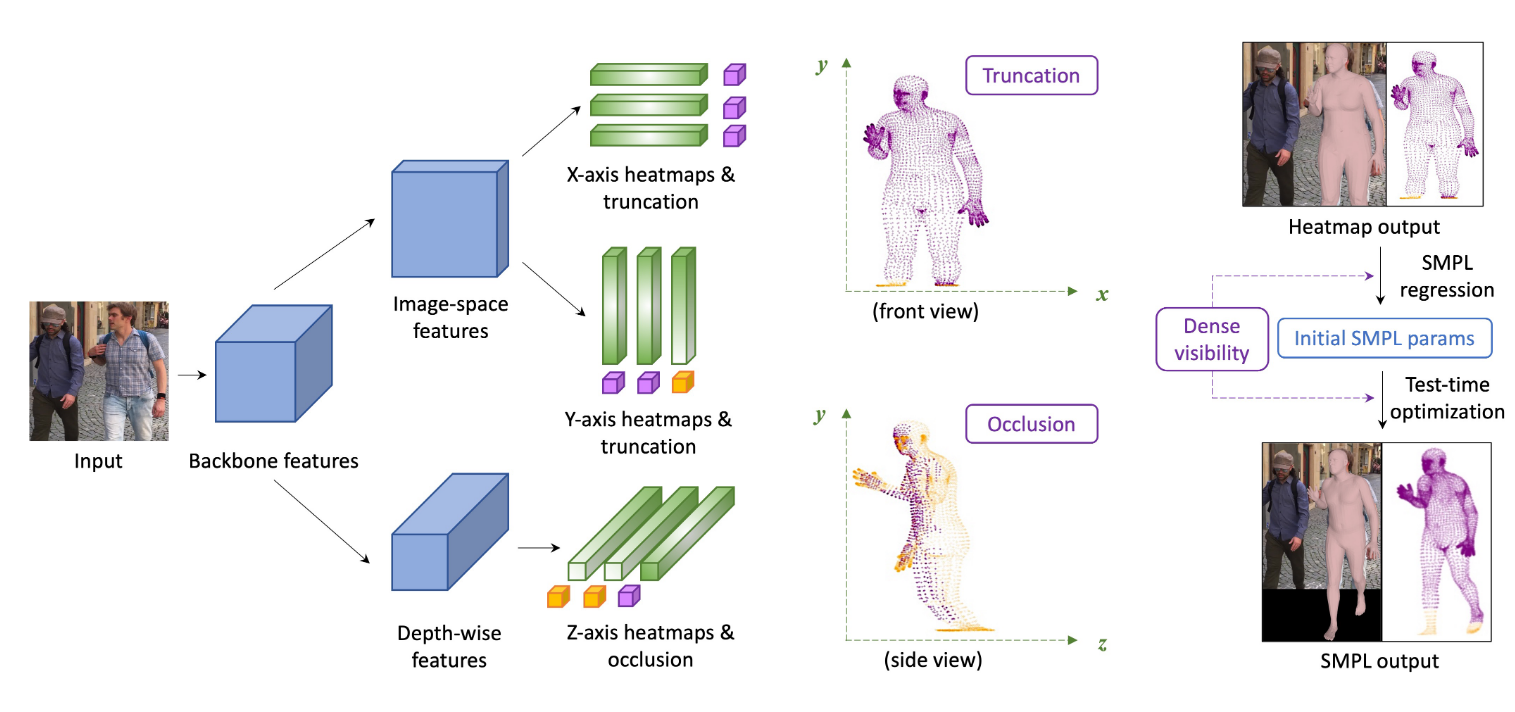 Input
Backbone features
Image-space
features
Depth-wise
features
X-axis heatmaps &
truncation
Y-axis heatmaps &
truncation
Z-axis heatmaps &
occlusion
y
Truncation
x
(front view)
y
Occlusion
z
(side view)
Heatmap output
SMPL
regression
Dense
visibility
Initial SMPL params
Test-time
optimization
SMPL output